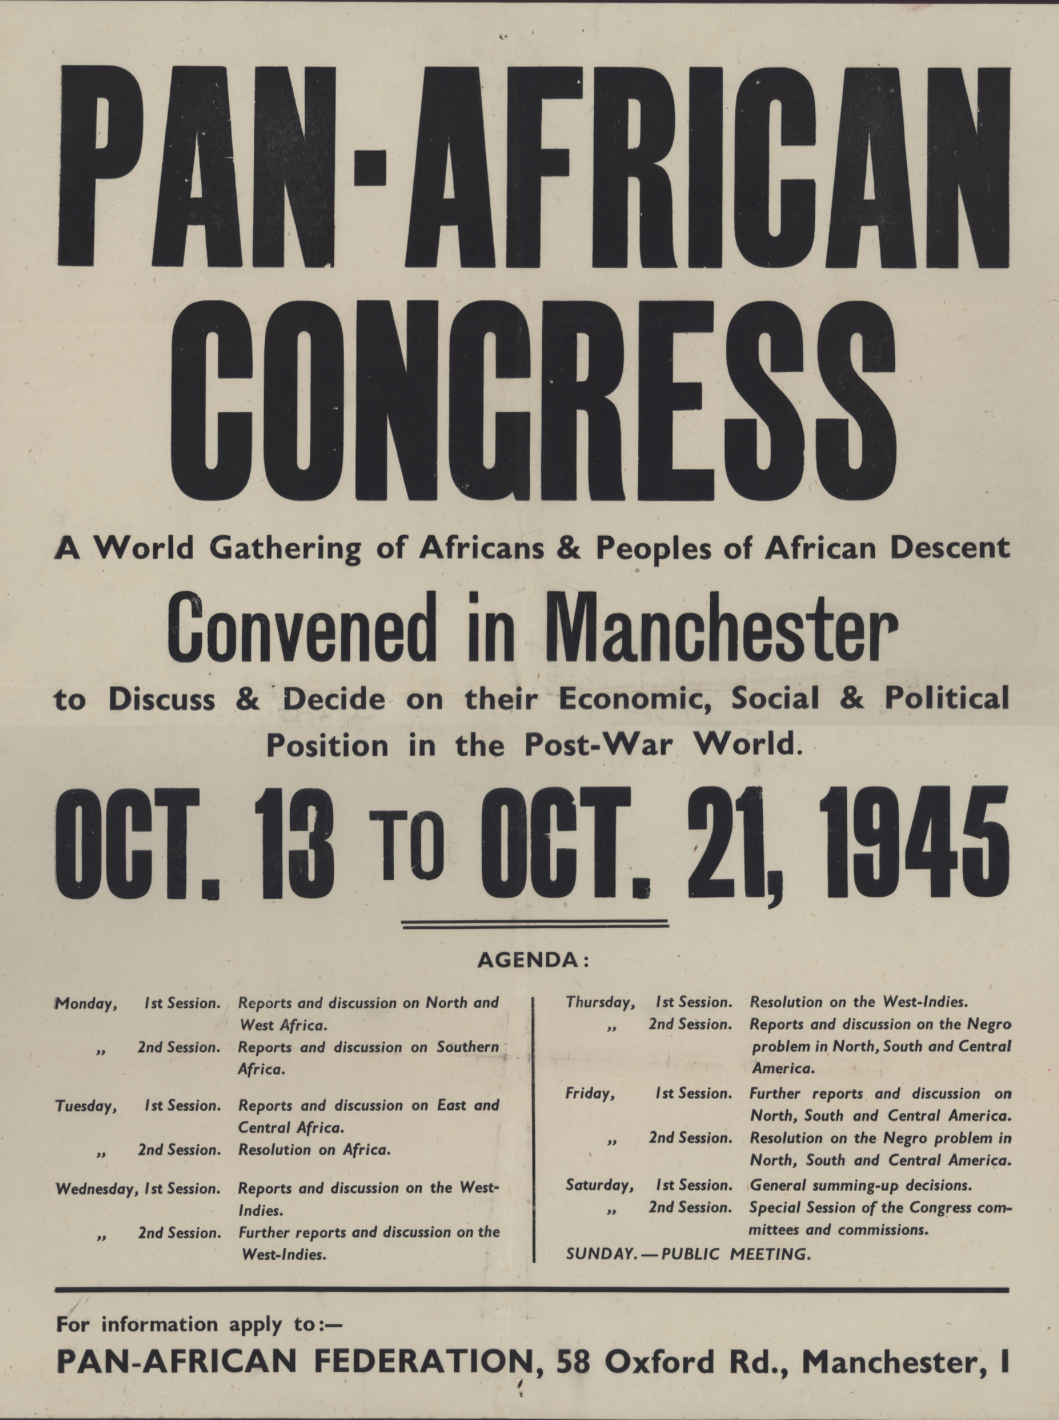 PAN-AFRICAN
CONGRESS
A World Gathering of Africans & Peoples of African Descent
Convened in Manchester
to Discuss & Decide on their Economic, Social & Political
Position in the Post-War World.
OCT. 13 TO OCT. 21, 1945
AGENDA:
Monday, 1st Session. Reports and discussion on North and
West Africa.
„ 2nd Session. Reports and discussion on Southern
Africa.
Tuesday, 1st Session. Reports and discussion on East and
Central Africa.
„ 2nd Session. Resolution on Africa.
Wednesday, 1st Session. Reports and discussion on the West-
Indies.
„ 2nd Session. Further reports and discussion on the
West-Indies.
Thursday, 1st Session. Resolution on the West-Indies.
„ 2nd Session. Reports and discussion on the Negro
problem in North, South and Central
America.
Friday, 1st Session. Further reports and discussion on
North, South and Central America.
„ 2nd Session. Resolution on the Negro problem in
North, South and Central America.
Saturday, 1st Session. General summing-up decisions.
„ 2nd Session. Special Session of the Congress com-
mittees and commissions.
SUNDAY.—PUBLIC MEETING.
For information apply to:—
PAN-AFRICAN FEDERATION, 58 Oxford Rd., Manchester, I